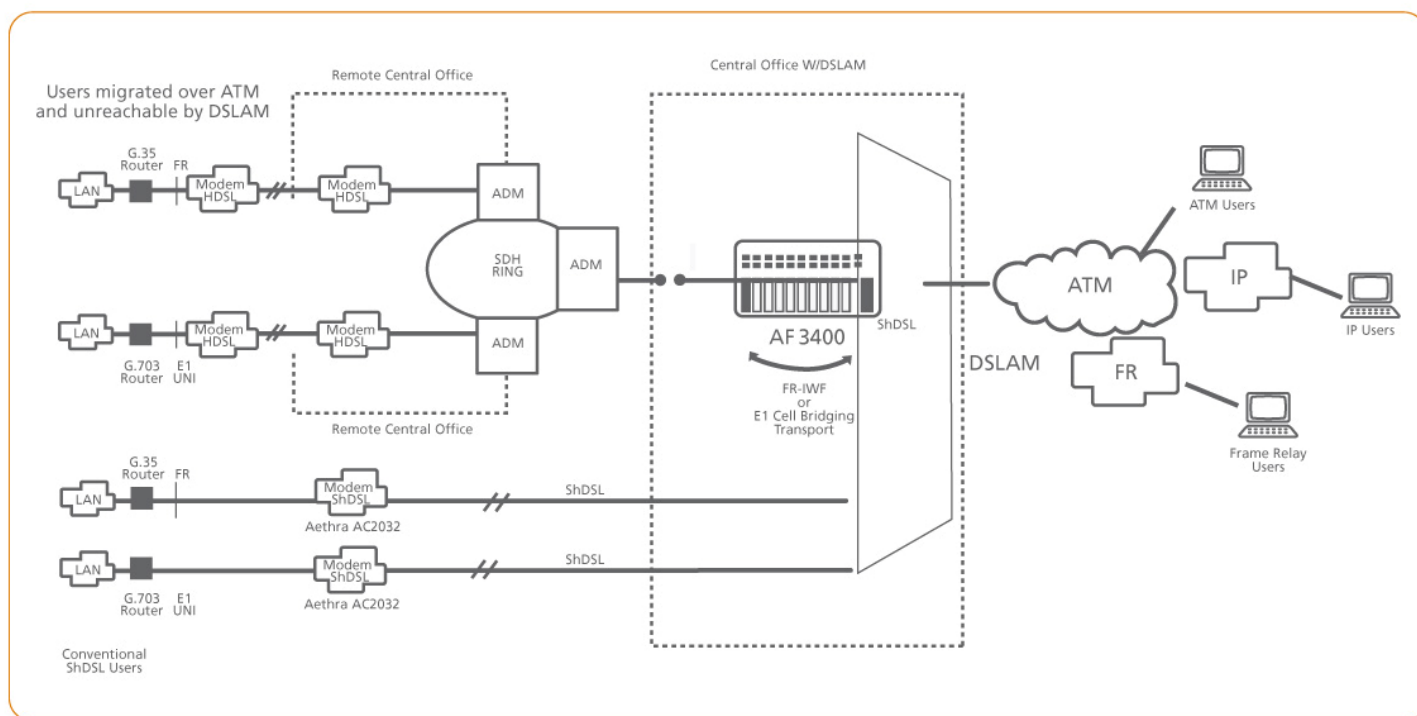 Central Office W/DSLAM
Remote Central Office
Users migrated over ATM
and unreachable by DSLAM
G.35
Router
FR
LAN
Modem
HDSL
Modem
HDSL
ADM
SDH
RING
ADM
LAN
Modem
HDSL
Modem
HDSL
ADM
G.703
Router
E1
UNI
Remote Central Office
AF 3400
ShDSL
FR-IWF
or
E1 Cell Bridging
Transport
DSLAM
ATM
ATM Users
IP
IP Users
FR
Frame Relay
Users
G.35
Router
FR
LAN
Modem
ShDSL
Aethra AC2032
ShDSL
LAN
Modem
ShDSL
Aethra AC2032
ShDSL
G.703
Router
E1
UNI
Conventional
ShDSL Users